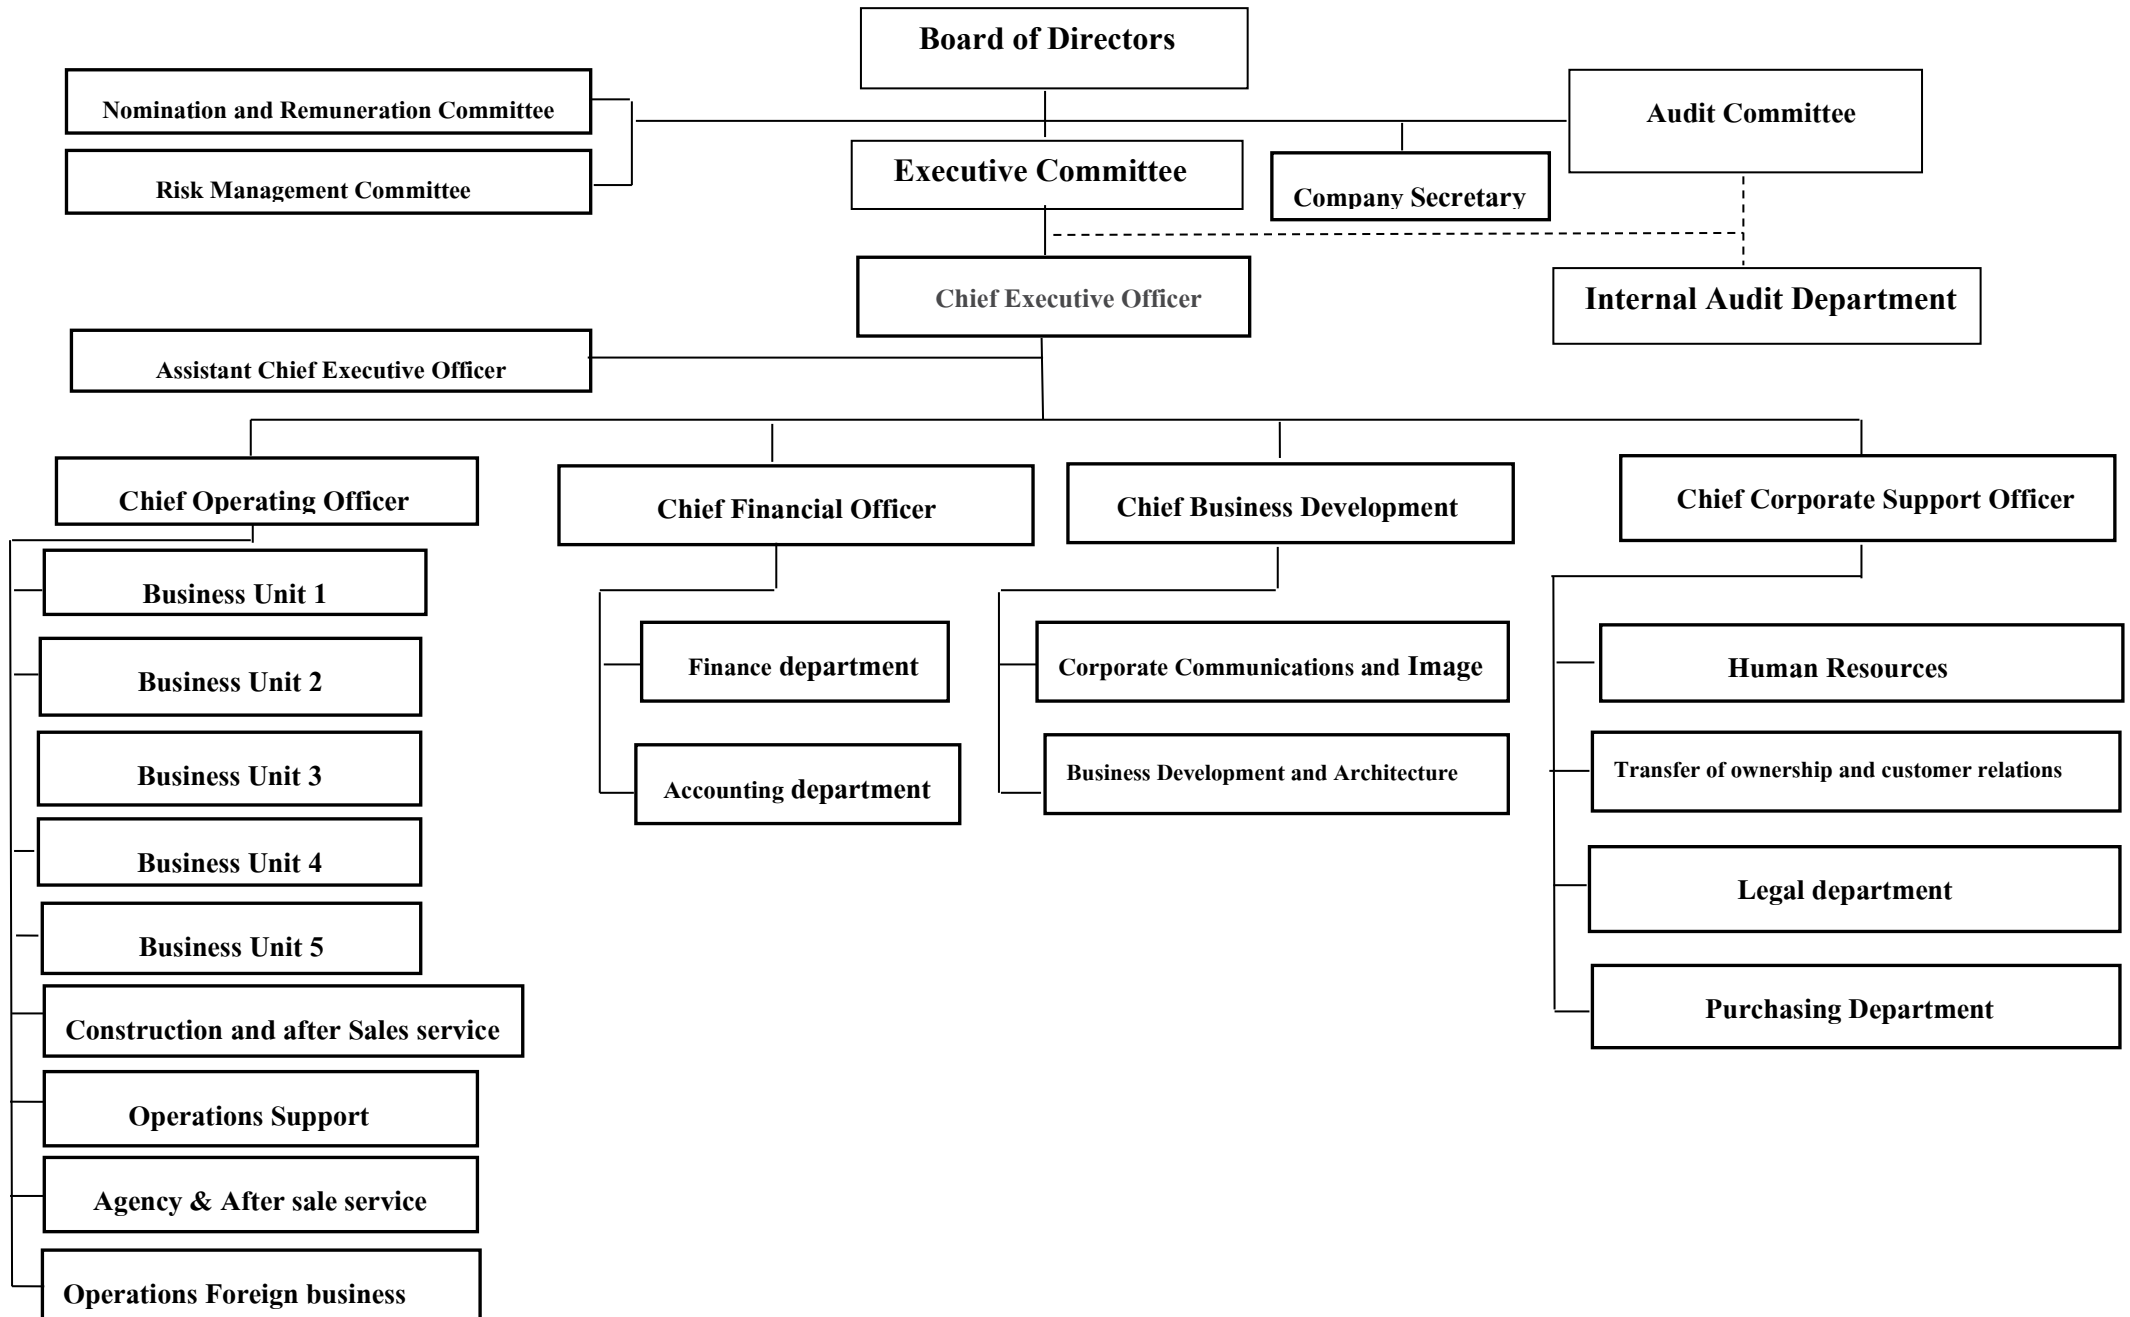 Board of Directors
Nomination and Remuneration Committee
Audit Committee
Risk Management Committee
Executive Committee
Company Secretary
Chief Executive Officer
Internal Audit Department
Assistant Chief Executive Officer
Chief Operating Officer
Chief Financial Officer
Chief Business Development
Chief Corporate Support Officer
Business Unit 1
Business Unit 2
Business Unit 3
Business Unit 4
Business Unit 5
Construction and after Sales service
Operations Support
Agency & After sale service
Operations Foreign business
Finance department
Accounting department
Corporate Communications and Image
Business Development and Architecture
Human Resources
Transfer of ownership and customer relations
Legal department
Purchasing Department